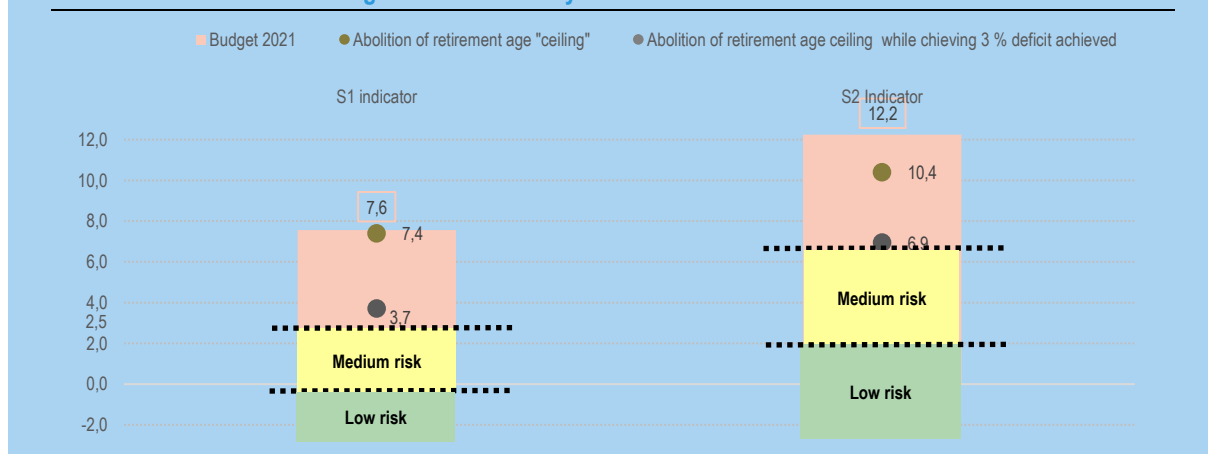 Budget 2021 Abolition of retirement age "ceiling" Abolition of retirement age ceiling while chieving 3 % deficit achieved
S1 indicator S2 Indicator
12,2
12,0
10,4
10,0
7,6
8,0
7,4
6,9
6,0
4,0
3,7
2,5
2,0
Medium risk
Medium risk
0,0
Low risk
Low risk
-2,0